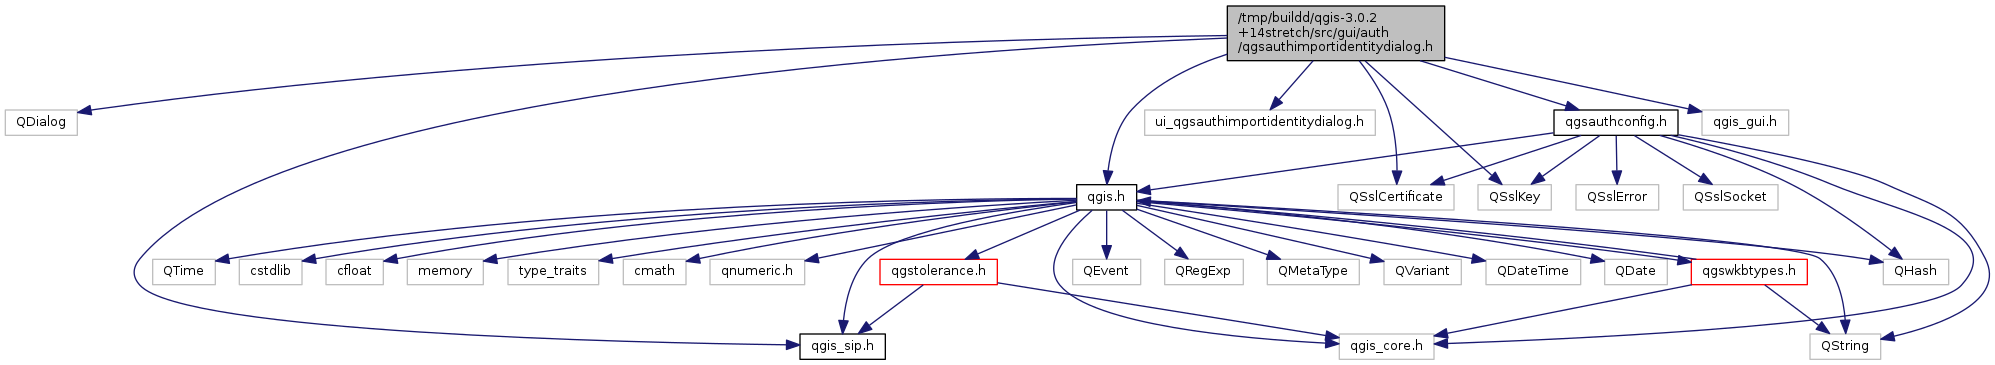 /tmp/buildd/qgis-3.0.2
+14stretch/src/gui/auth
/qgsauthimportidentitydialog.h
QDialog
ui_qgsauthimportidentitydialog.h
qgsauthconfig.h
qgis_gui.h
qgis.h
QSslCertificate
QSslKey
QSslError
QSslSocket
QTime
cstdlib
cfloat
memory
type_traits
cmath
qnumeric.h
qgstolerance.h
QEvent
QRegExp
QMetaType
QVariant
QDateTime
QDate
qgswkbtypes.h
QHash
qgis_sip.h
qgis_core.h
QString